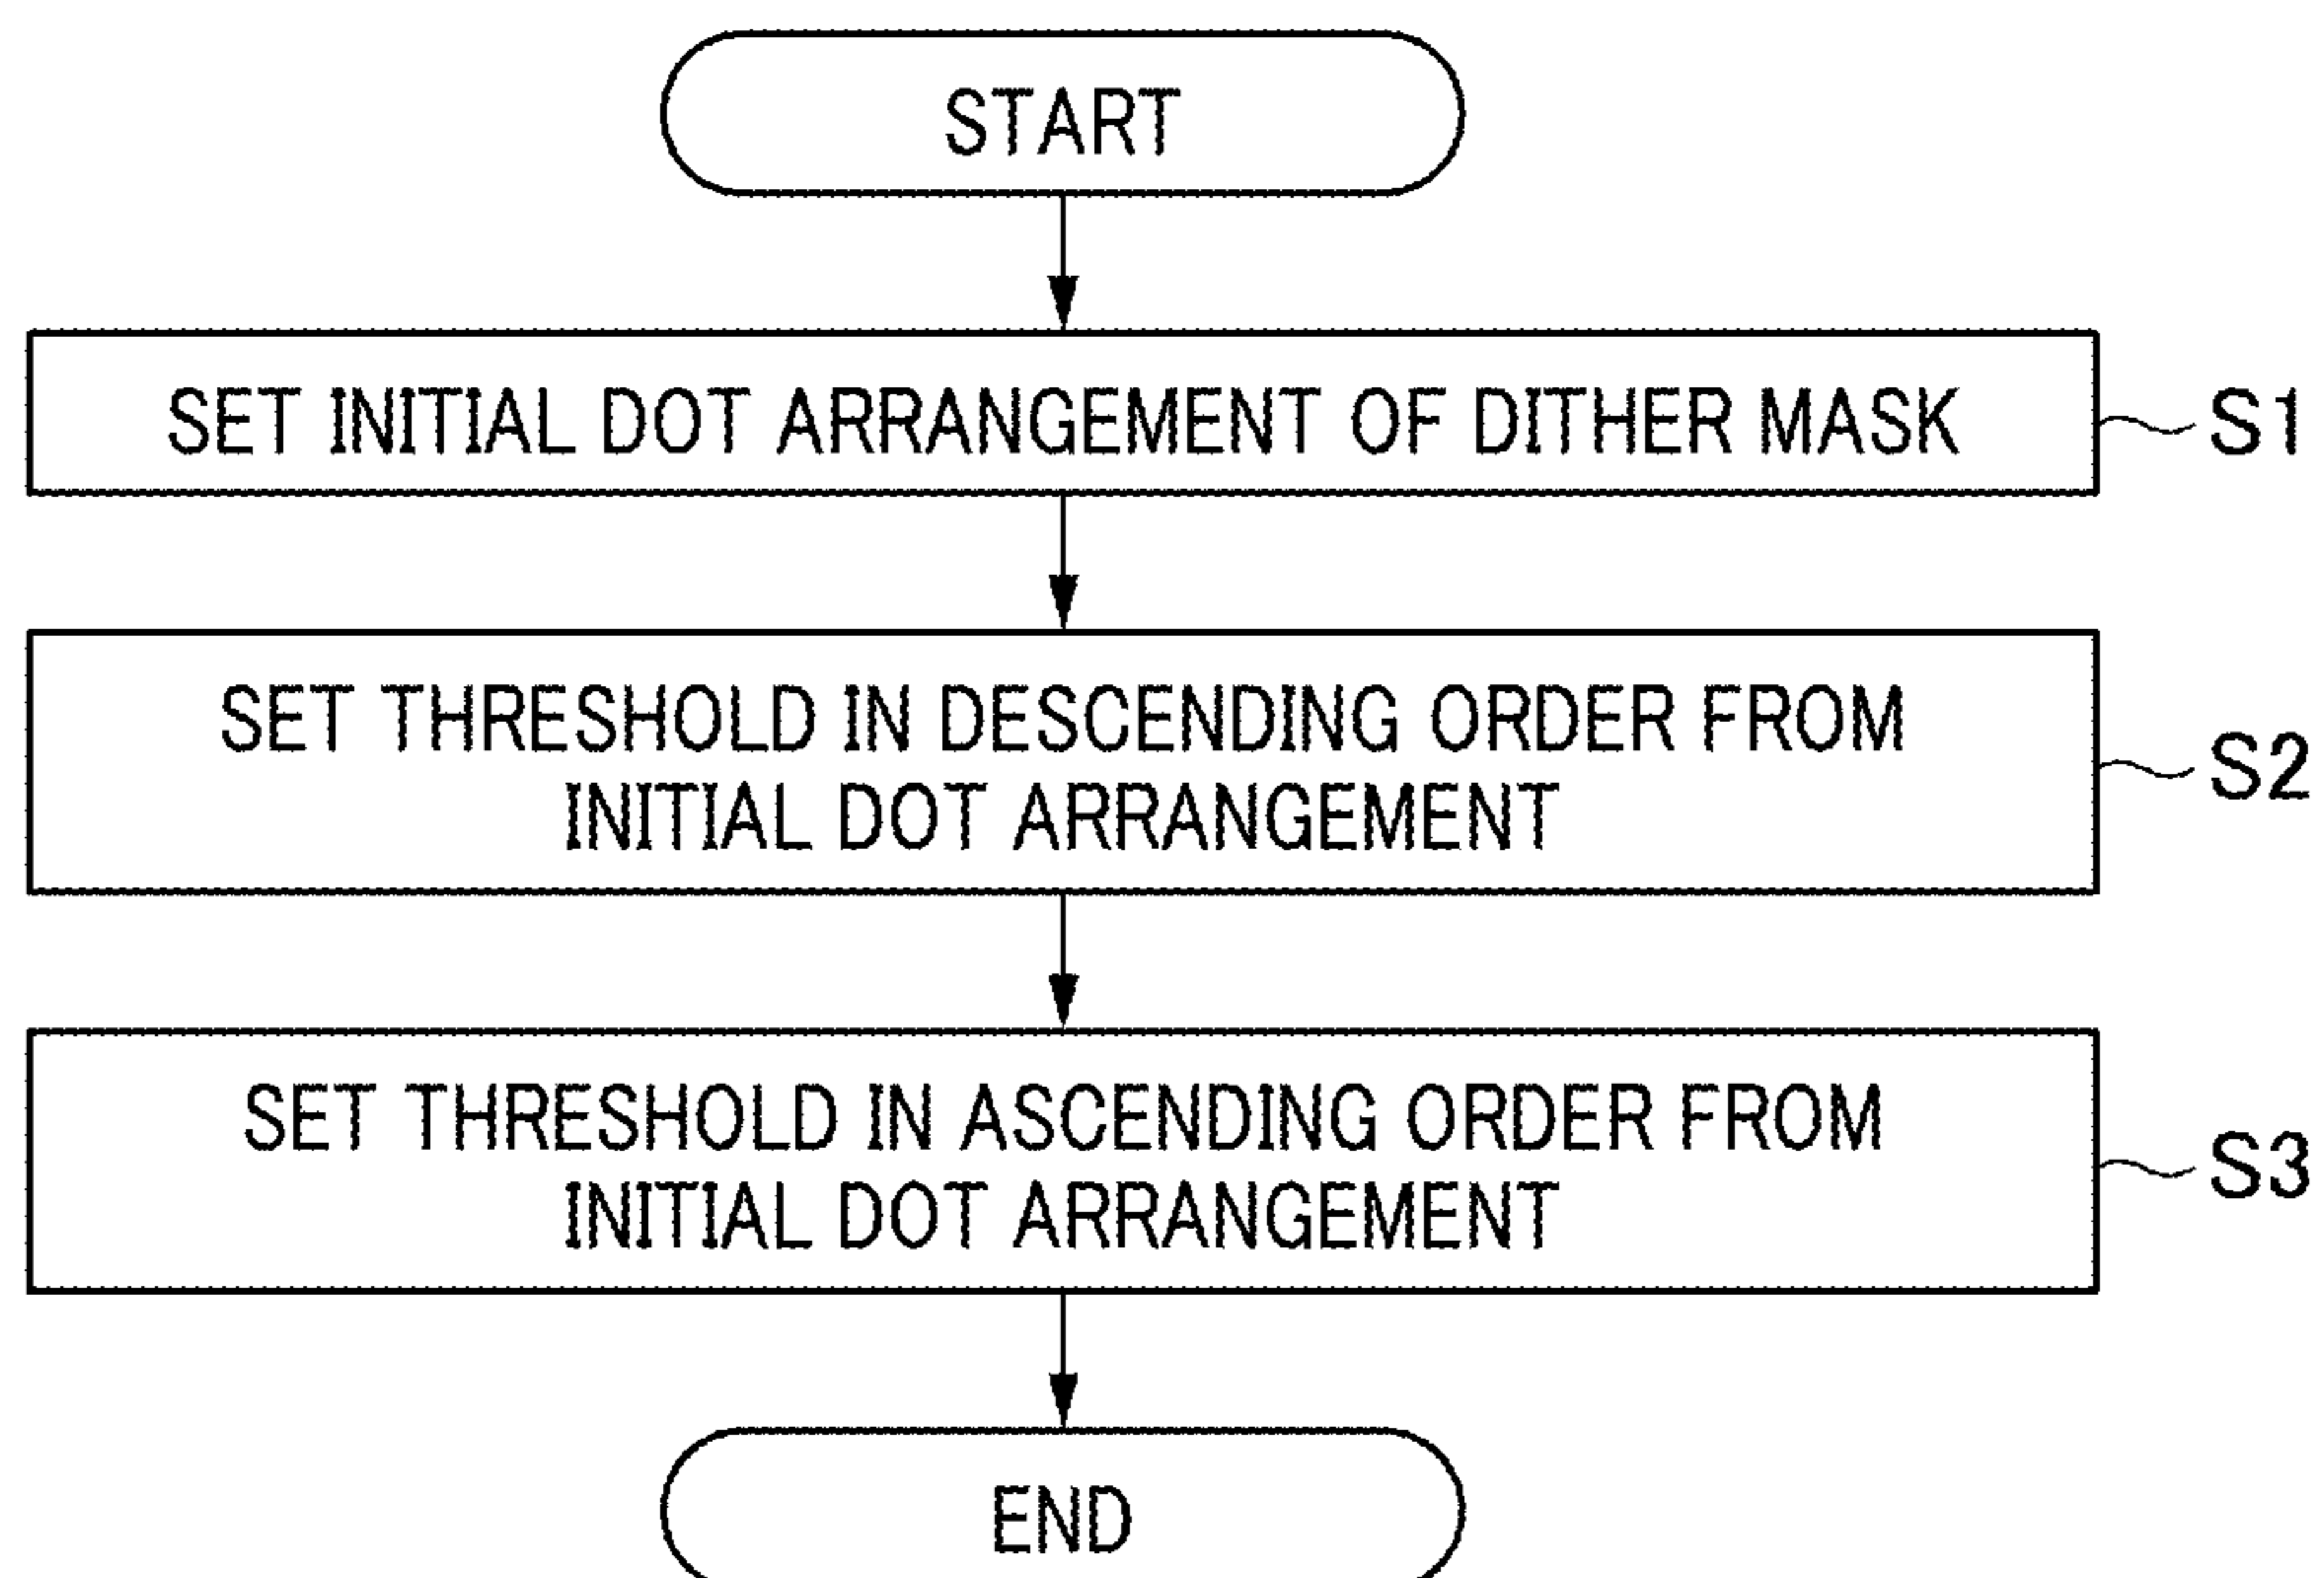 START
SET INITIAL DOT ARRANGEMENT OF DITHER MASK
S1
SET THRESHOLD IN DESCENDING ORDER FROM
INITIAL DOT ARRANGEMENT
S2
SET THRESHOLD IN ASCENDING ORDER FROM
INITIAL DOT ARRANGEMENT
S3
END